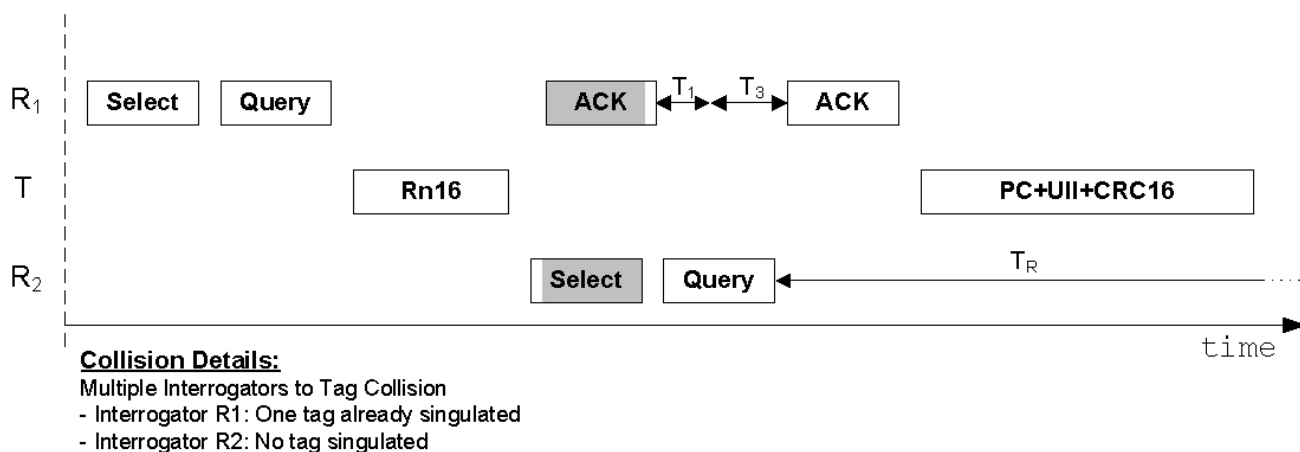 R1 Select Query ACK T1 T3 ACK
T Rn16 PC+UII+CRC16
R2 Select Query TR
time
Collision Details:
Multiple Interrogators to Tag Collision
- Interrogator R1: One tag already singulated
- Interrogator R2: No tag singulated